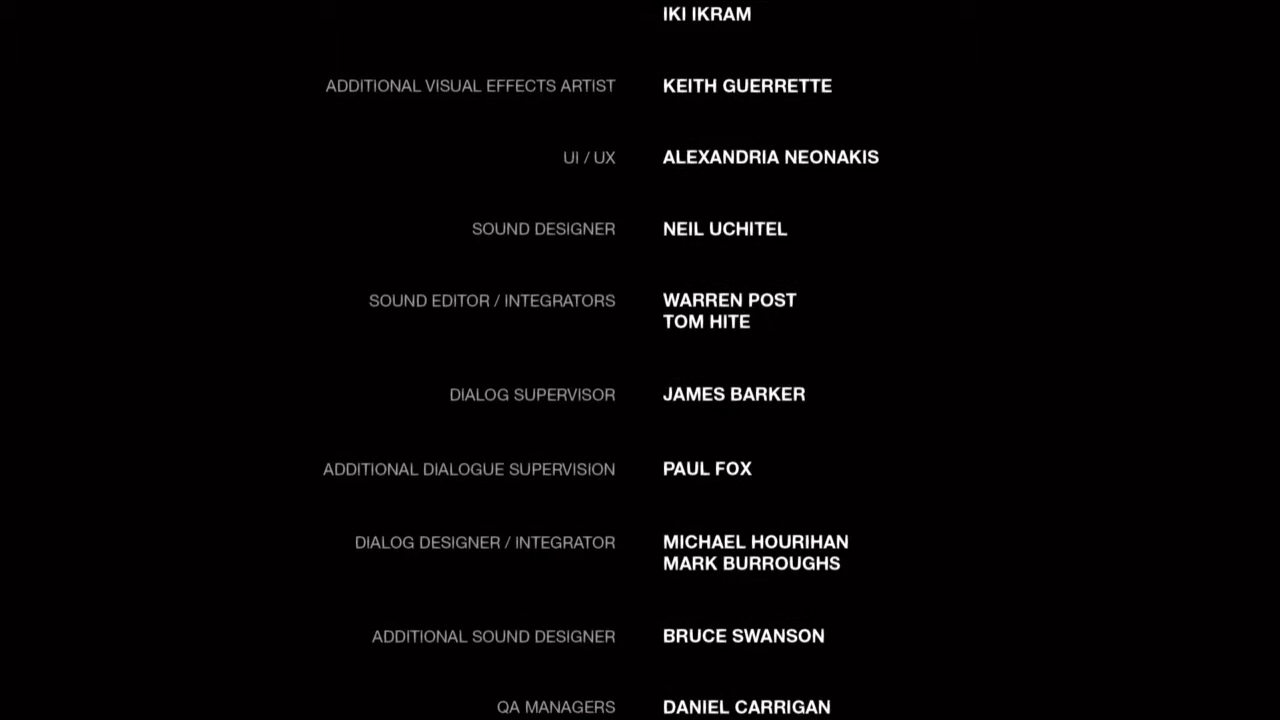 IKI IKRAM
ADDITIONAL VISUAL EFFECTS ARTIST KEITH GUERRETTE
UI / UX ALEXANDRIA NEONAKIS
SOUND DESIGNER NEIL UCHITEL
SOUND EDITOR / INTEGRATORS WARREN POST
TOM HITE
DIALOG SUPERVISOR JAMES BARKER
ADDITIONAL DIALOGUE SUPERVISION PAUL FOX
DIALOG DESIGNER / INTEGRATOR MICHAEL HOURIHAN
MARK BURROUGHS
ADDITIONAL SOUND DESIGNER BRUCE SWANSON
QA MANAGERS DANIEL CARRIGAN